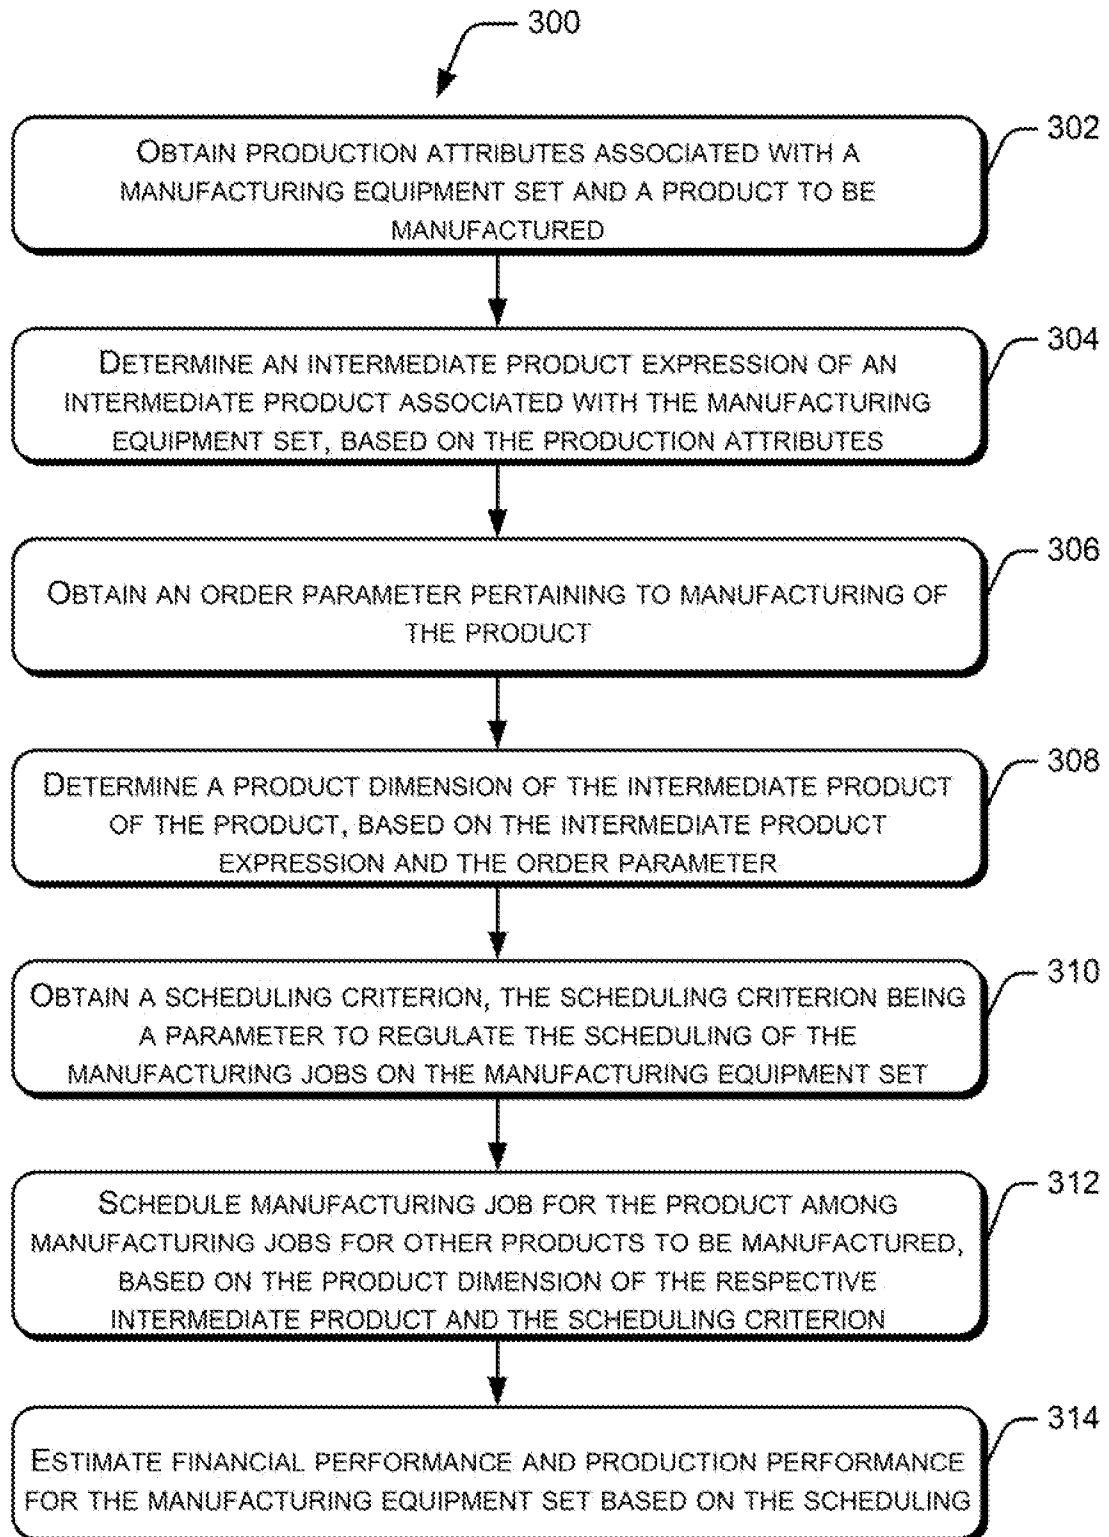 300
302
OBTAIN PRODUCTION ATTRIBUTES ASSOCIATED WITH A
MANUFACTURING EQUIPMENT SET AND A PRODUCT TO BE
MANUFACTURED
304
DETERMINE AN INTERMEDIATE PRODUCT EXPRESSION OF AN
INTERMEDIATE PRODUCT ASSOCIATED WITH THE MANUFACTURING
EQUIPMENT SET, BASED ON THE PRODUCTION ATTRIBUTES
306
OBTAIN AN ORDER PARAMETER PERTAINING TO MANUFACTURING OF
THE PRODUCT
308
DETERMINE A PRODUCT DIMENSION OF THE INTERMEDIATE PRODUCT
OF THE PRODUCT, BASED ON THE INTERMEDIATE PRODUCT
EXPRESSION AND THE ORDER PARAMETER
310
OBTAIN A SCHEDULING CRITERION, THE SCHEDULING CRITERION BEING
A PARAMETER TO REGULATE THE SCHEDULING OF THE
MANUFACTURING JOBS ON THE MANUFACTURING EQUIPMENT SET
312
SCHEDULE MANUFACTURING JOB FOR THE PRODUCT AMONG
MANUFACTURING JOBS FOR OTHER PRODUCTS TO BE MANUFACTURED,
BASED ON THE PRODUCT DIMENSION OF THE RESPECTIVE
INTERMEDIATE PRODUCT AND THE SCHEDULING CRITERION
314
ESTIMATE FINANCIAL PERFORMANCE AND PRODUCTION PERFORMANCE
FOR THE MANUFACTURING EQUIPMENT SET BASED ON THE SCHEDULING